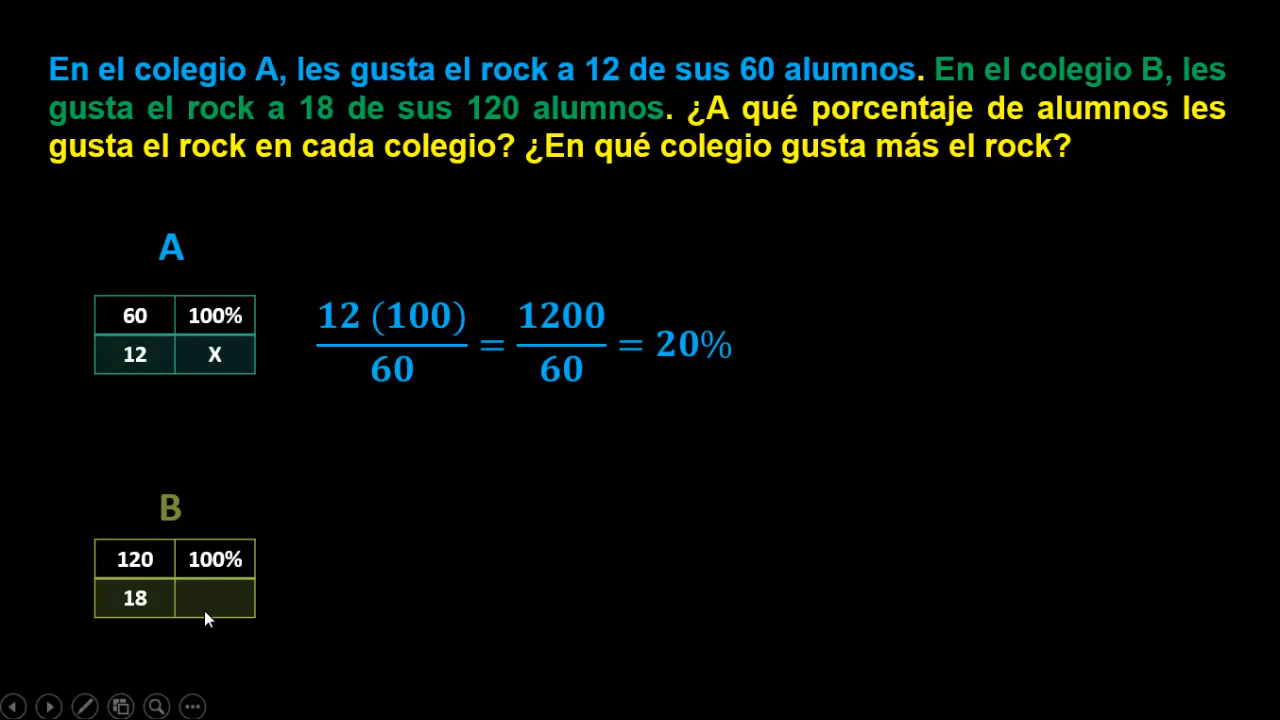 En el colegio A, les gusta el rock a 12 de sus 60 alumnos. En el colegio B, les
gusta el rock a 18 de sus 120 alumnos. ¿A qué porcentaje de alumnos les
gusta el rock en cada colegio? ¿En qué colegio gusta más el rock?
A
60 100%
12 X
12 (100) / 60 = 1200 / 60 = 20%
B
120 100%
18